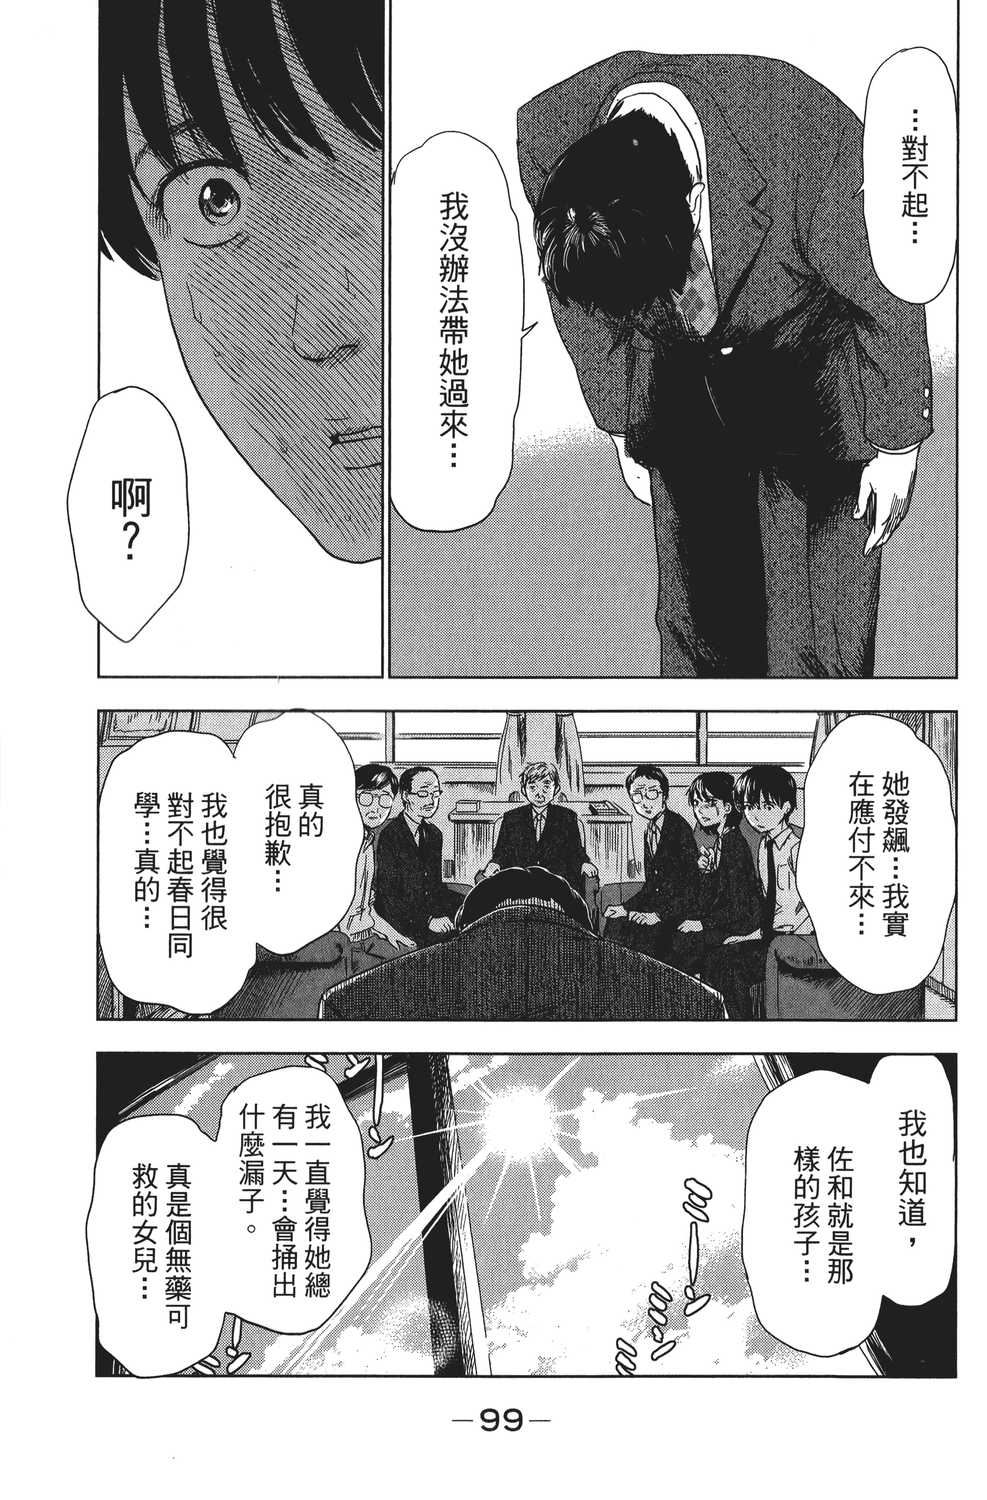 …對不起…
我沒辦法帶她過來…
啊？
她發飆…我實
在應付不來…
真的
很抱歉…
我也覺得很
對不起春日同
學…真的…
我也知道，
佐和就是那
樣的孩子…
我一直覺得她總
有一天…會捅出
什麼漏子。
真是個無藥可
救的女兒…
—99—